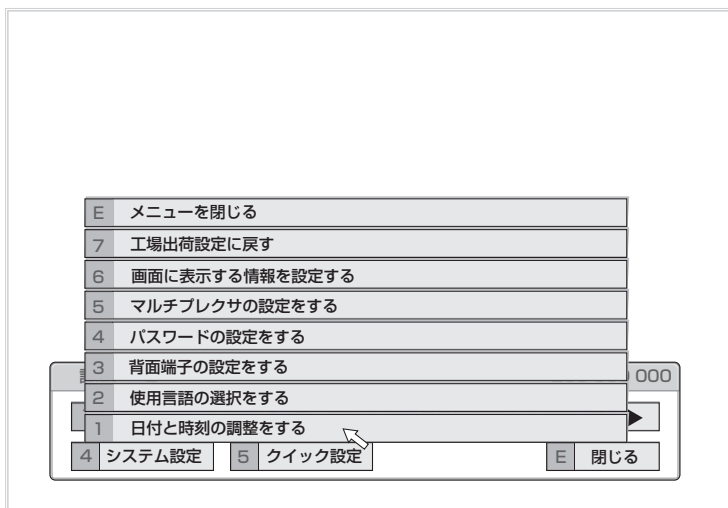 E メニューを閉じる
7 工場出荷設定に戻す
6 画面に表示する情報を設定する
5 マルチプレクサの設定をする
4 パスワードの設定をする
3 背面端子の設定をする
000
2 使用言語の選択をする
1 日付と時刻の調整をする
4 システム設定 5 クイック設定 E 閉じる